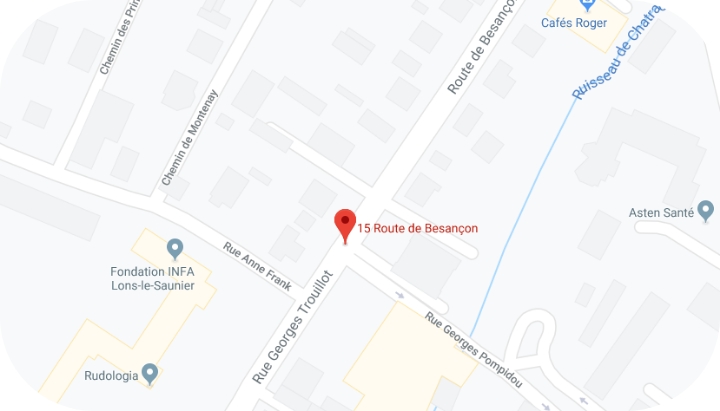 Cafés Roger
Chemin des Prin
Route de Besanço
Ruisseau de Chatra
Chemin de Montenay
Asten Santé
15 Route de Besançon
Rue Anne Frank
Fondation INFA
Lons-le-Saunier
Rue Georges Trouillot
Rue Georges Pompidou
Rudologia